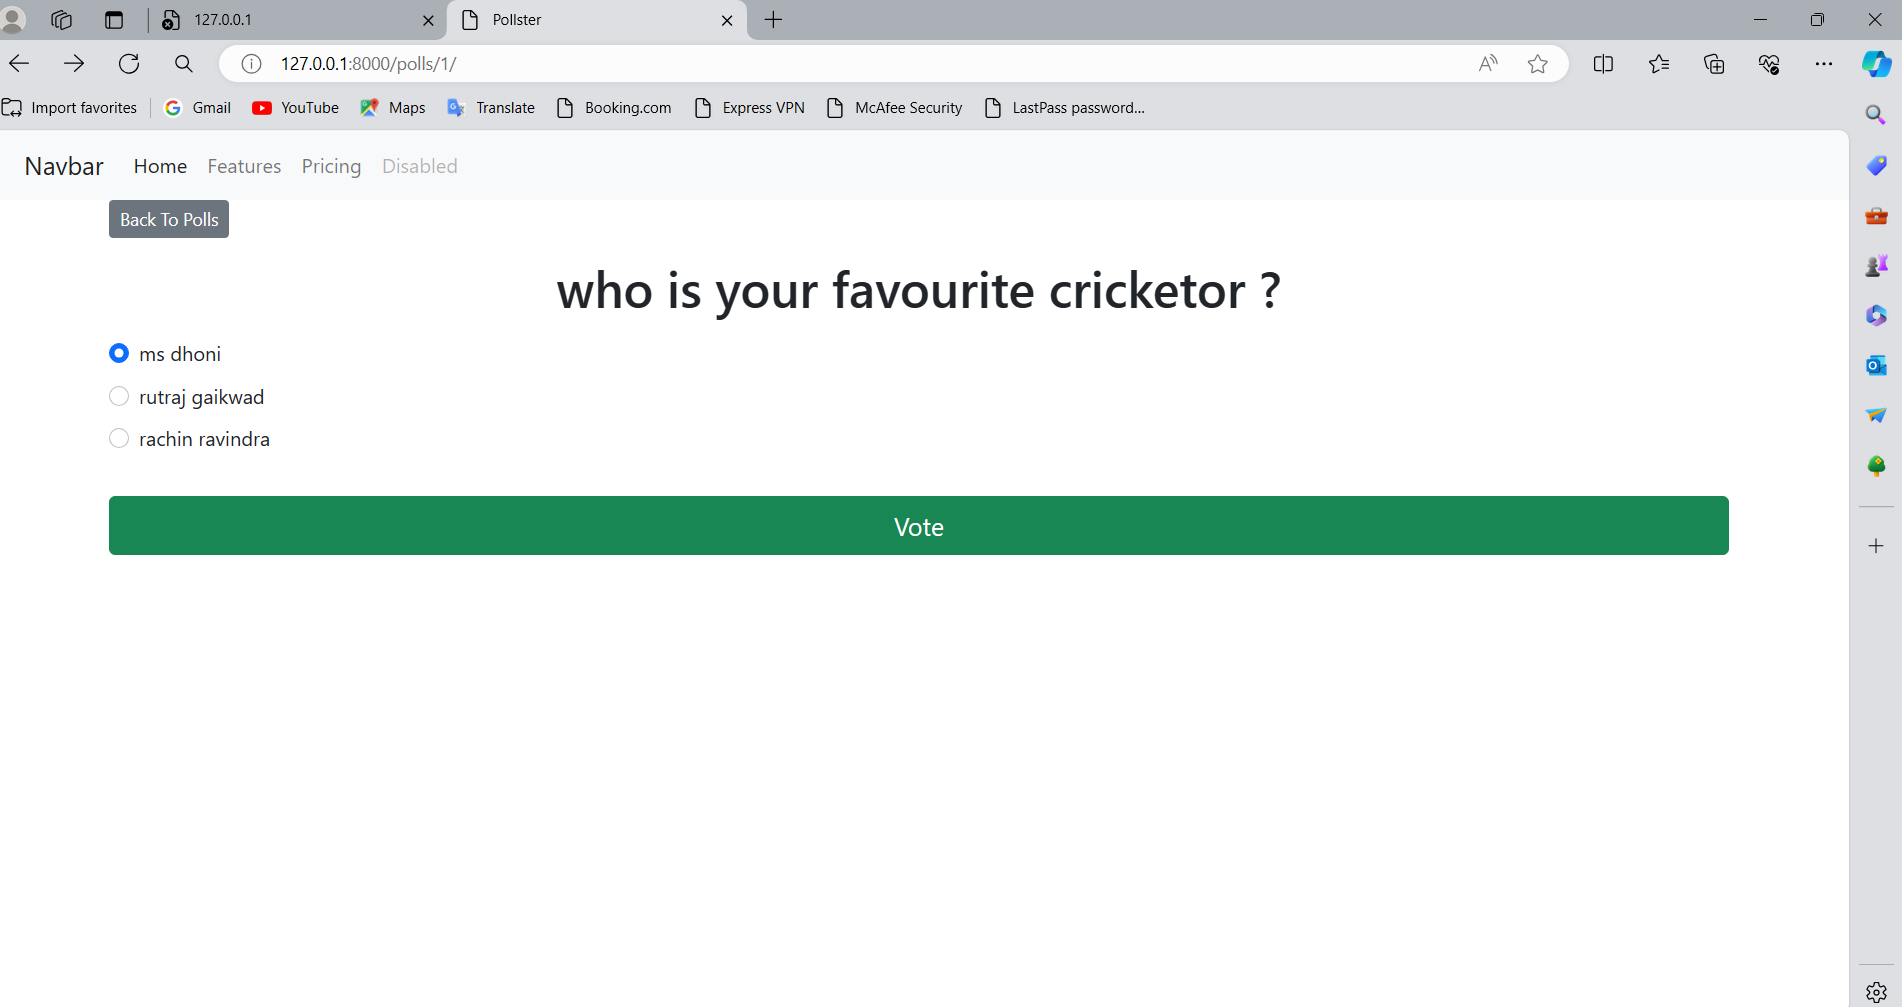 127.0.0.1 Pollster
127.0.0.1:8000/polls/1/
Import favorites Gmail YouTube Maps Translate Booking.com Express VPN McAfee Security LastPass password...
Navbar Home Features Pricing Disabled
Back To Polls
who is your favourite cricketor ?
ms dhoni
rutraj gaikwad
rachin ravindra
Vote